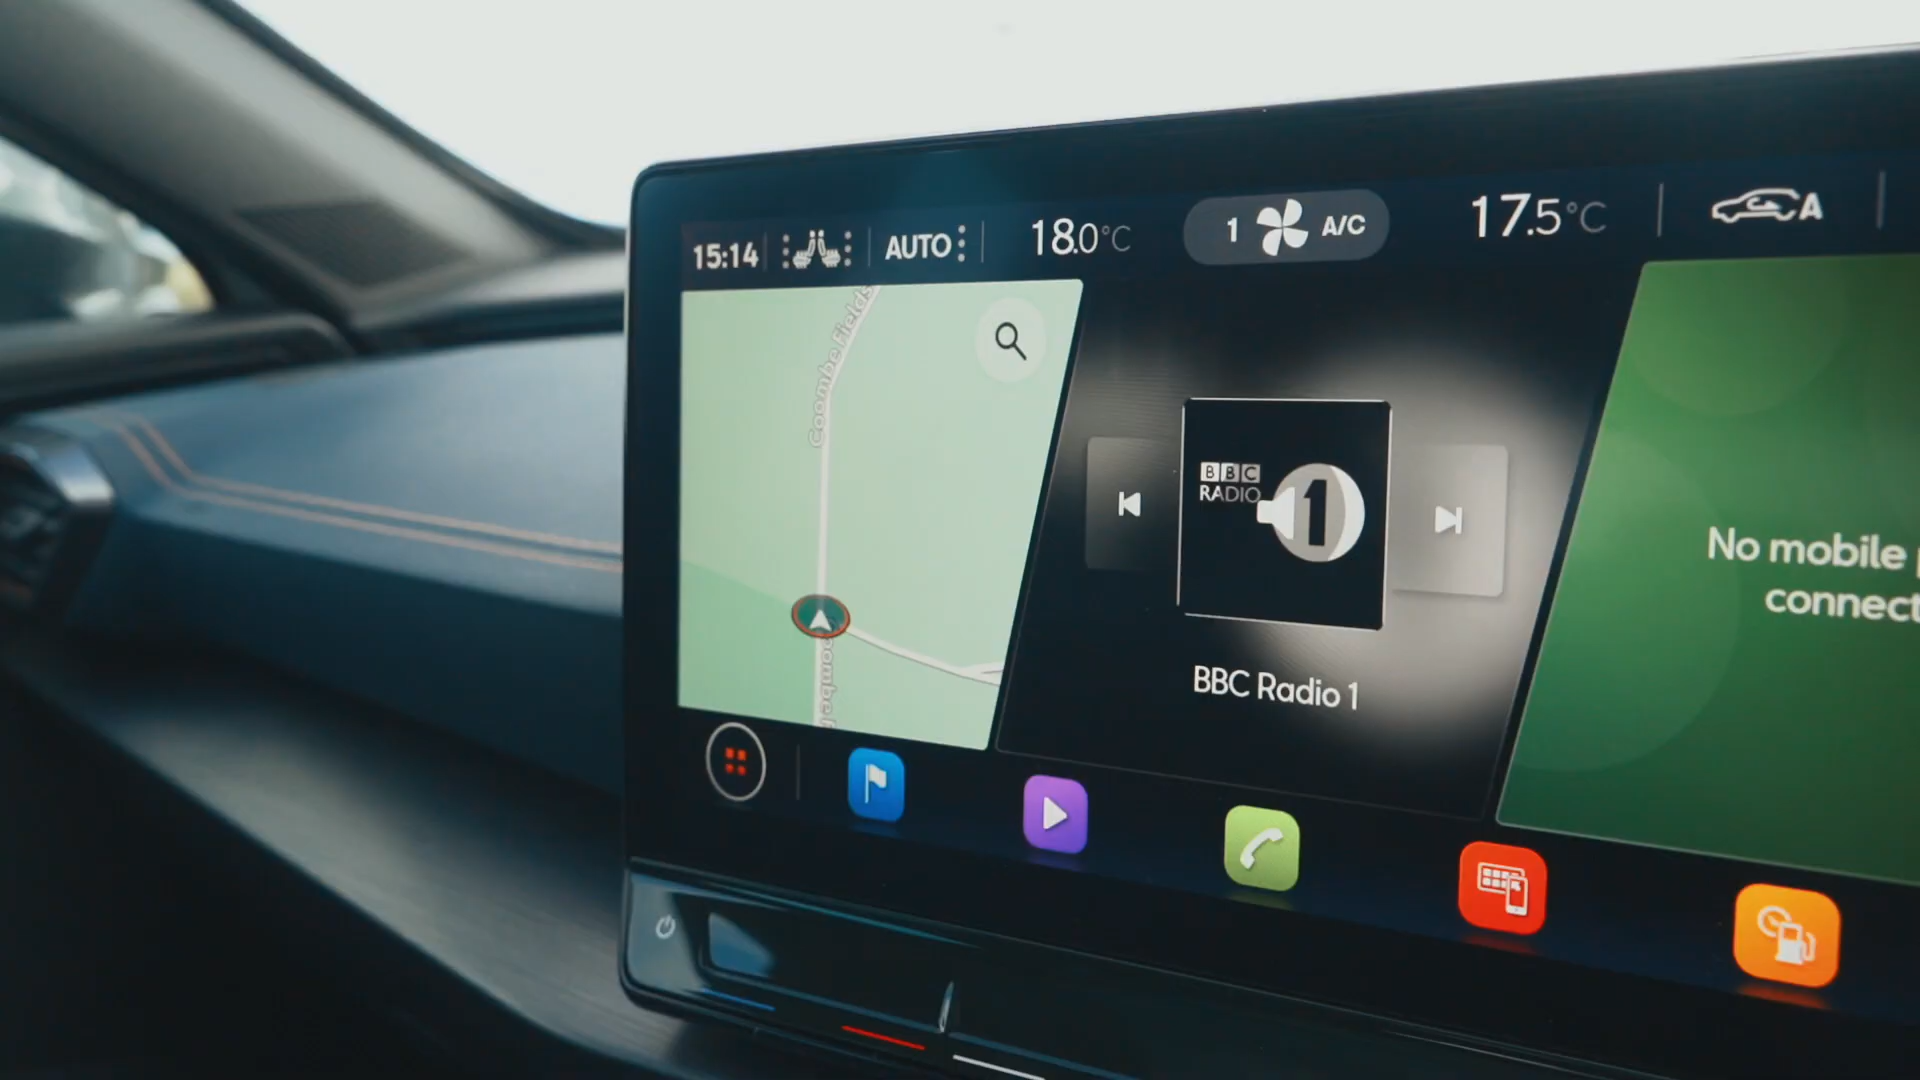 15:14
AUTO
18.0°C
1 A/C
17.5°C
A
Coombe Fields
BBC
RADIO
1
BBC Radio 1
No mobile
connect